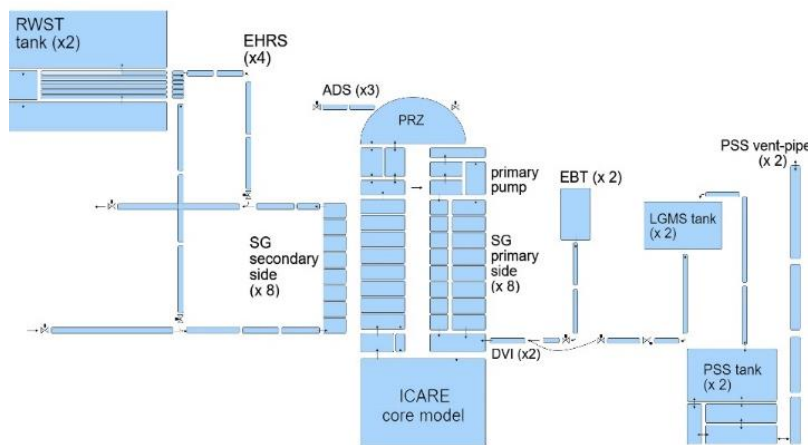 RWST
tank (x2)
EHRS
(x4)
ADS (x3)
PRZ
primary
pump
EBT (x 2)
PSS vent-pipe
(x 2)
LGMS tank
(x 2)
SG
secondary
side
(x 8)
SG
primary
side
(x 8)
DVI (x2)
ICARE
core model
PSS tank
(x 2)